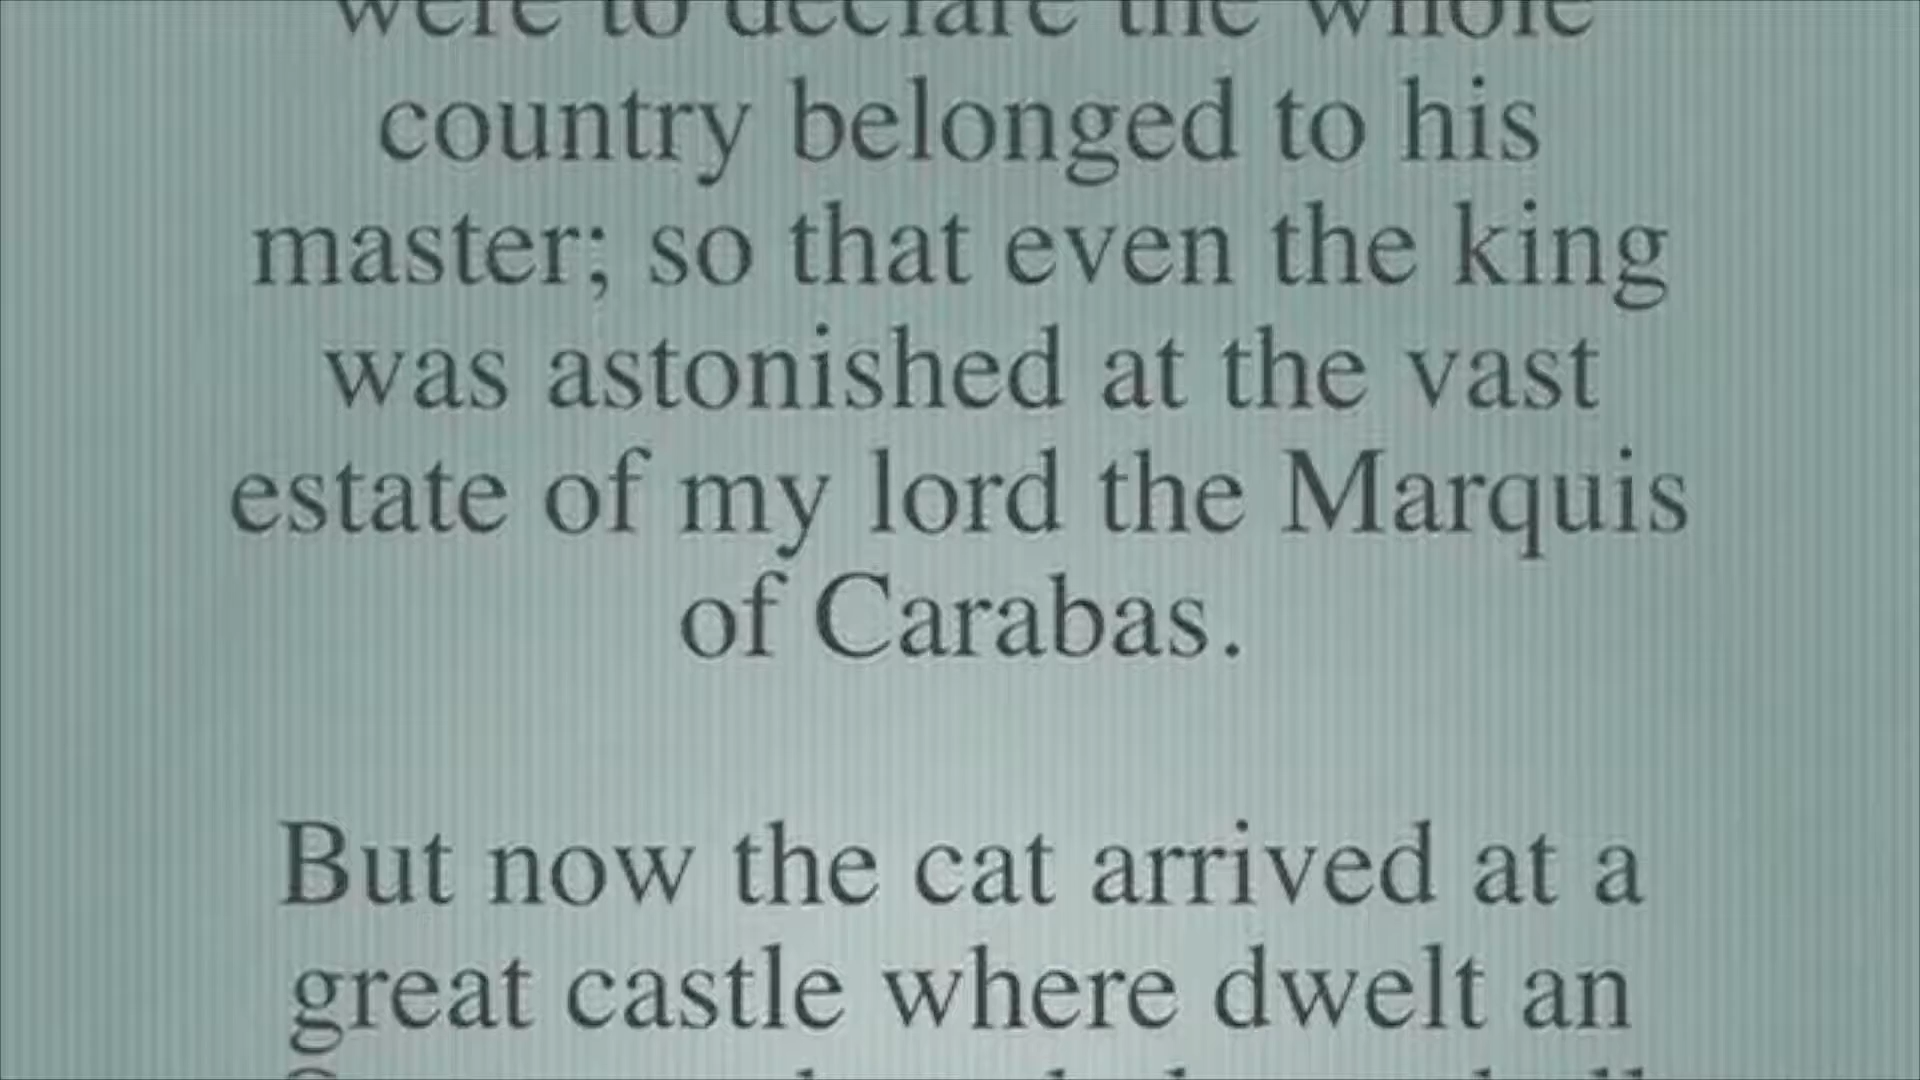 were to declare the whole
country belonged to his
master; so that even the king
was astonished at the vast
estate of my lord the Marquis
of Carabas.
But now the cat arrived at a
great castle where dwelt an